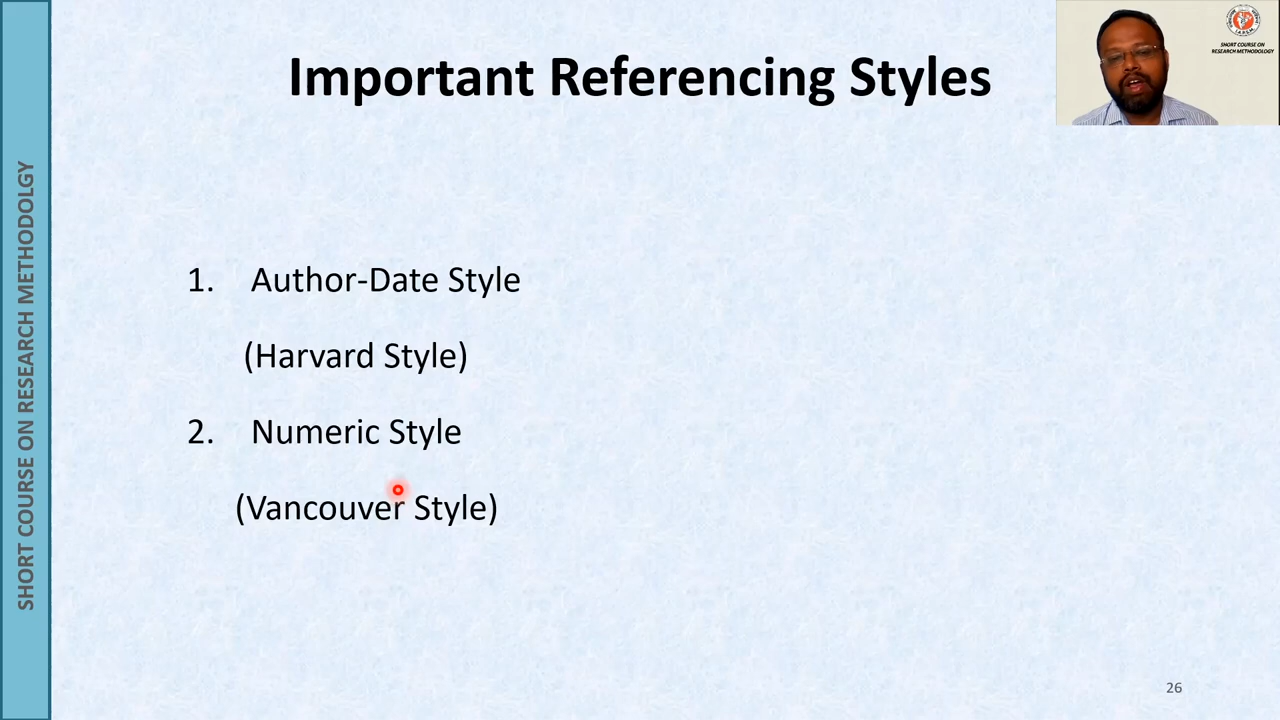 Important Referencing Styles
SHORT COURSE ON
RESEARCH METHODOLOGY
SHORT COURSE ON RESEARCH METHODOLGY
1. Author-Date Style
(Harvard Style)
2. Numeric Style
(Vancouver Style)
26